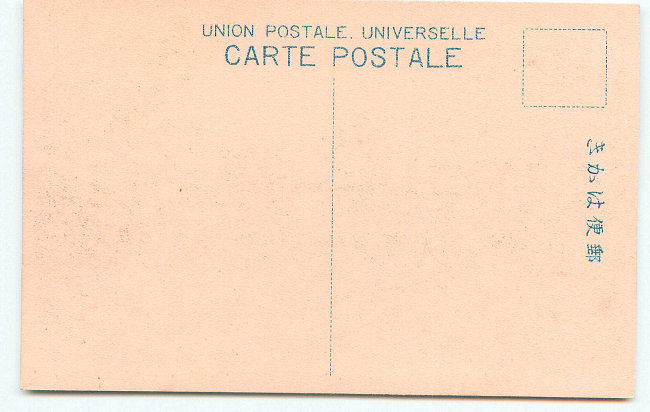 UNION POSTALE. UNIVERSELLE
CARTE POSTALE
きかは便郵